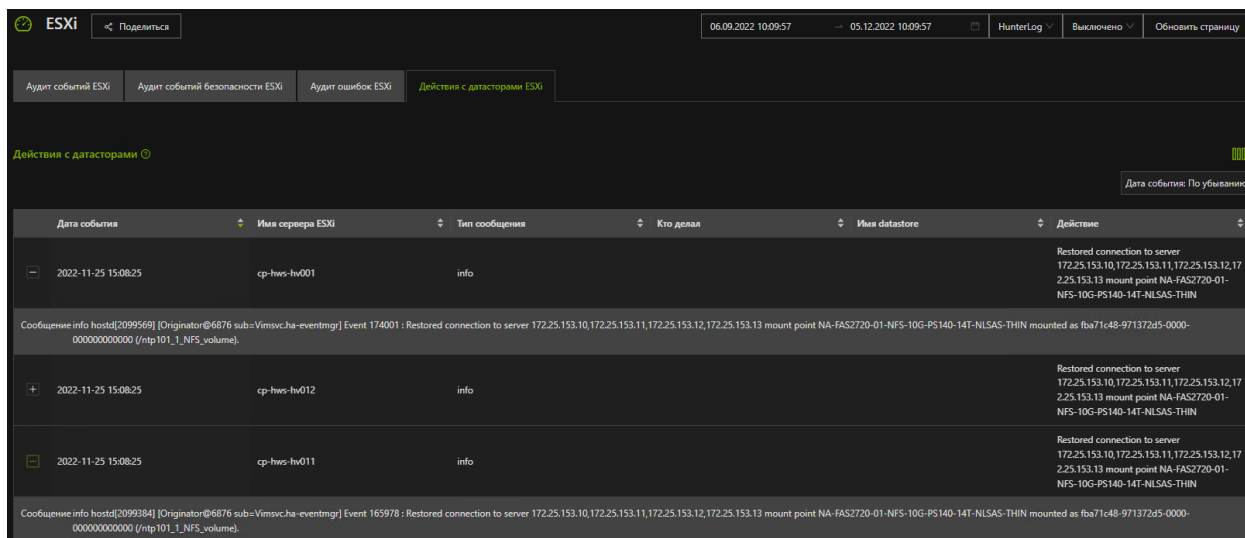 ESXi
Поделиться
06.09.2022 10:09:57 → 05.12.2022 10:09:57
HunterLog
Выключено
Обновить страницу
Аудит событий ESXi
Аудит событий безопасности ESXi
Аудит ошибок ESXi
Действия с датасторами ESXi
Действия с датасторами
Дата события: По убыванию
Дата события
Имя сервера ESXi
Тип сообщения
Кто делал
Имя datastore
Действие
2022-11-25 15:08:25
cp-hws-hv001
info
Restored connection to server
172.25.153.10,172.25.153.11,172.25.153.12,17
2.25.153.13 mount point NA-FAS2720-01-
NFS-10G-PS140-14T-NLSAS-THIN
Сообщение info hostd[2099569] [Originator@6876 sub=Vimsvc.ha-eventmgr] Event 174001 : Restored connection to server 172.25.153.10,172.25.153.11,172.25.153.12,172.25.153.13 mount point NA-FAS2720-01-NFS-10G-PS140-14T-NLSAS-THIN mounted as fba71c48-971372d5-0000-
000000000000 (/ntp101_1_NFS_volume).
2022-11-25 15:08:25
cp-hws-hv012
info
Restored connection to server
172.25.153.10,172.25.153.11,172.25.153.12,17
2.25.153.13 mount point NA-FAS2720-01-
NFS-10G-PS140-14T-NLSAS-THIN
2022-11-25 15:08:25
cp-hws-hv011
info
Restored connection to server
172.25.153.10,172.25.153.11,172.25.153.12,17
2.25.153.13 mount point NA-FAS2720-01-
NFS-10G-PS140-14T-NLSAS-THIN
Сообщение info hostd[2099384] [Originator@6876 sub=Vimsvc.ha-eventmgr] Event 165978 : Restored connection to server 172.25.153.10,172.25.153.11,172.25.153.12,172.25.153.13 mount point NA-FAS2720-01-NFS-10G-PS140-14T-NLSAS-THIN mounted as fba71c48-971372d5-0000-
000000000000 (/ntp101_1_NFS_volume).